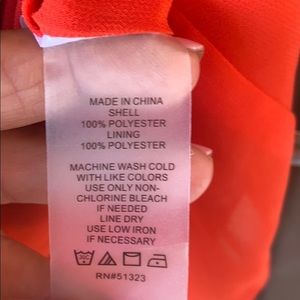 MADE IN CHINA
SHELL
100% POLYESTER
LINING
100% POLYESTER
MACHINE WASH COLD
WITH LIKE COLORS
USE ONLY NON-
CHLORINE BLEACH
IF NEEDED
LINE DRY
USE LOW IRON
IF NECESSARY
RN#51323